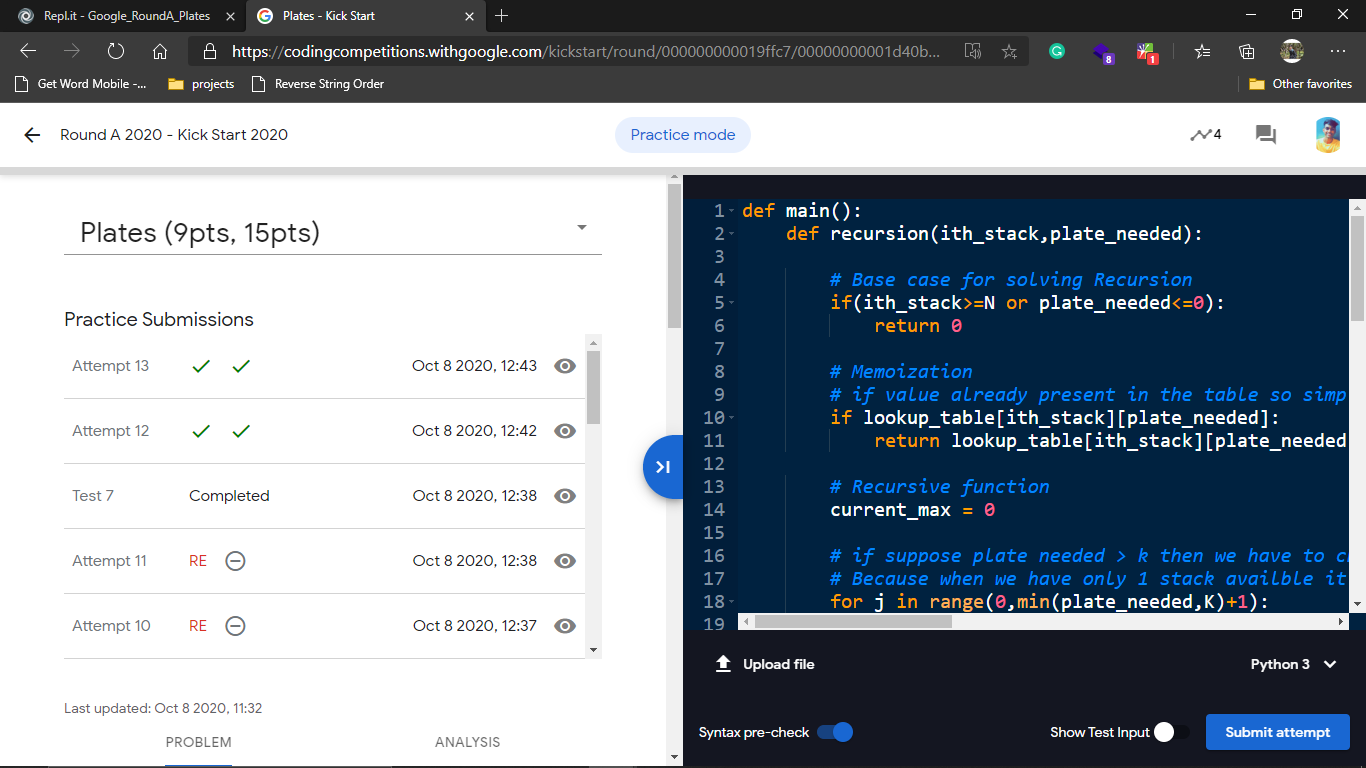 Repl.it - Google_RoundA_Plates
Plates - Kick Start
https://codingcompetitions.withgoogle.com/kickstart/round/000000000019ffc7/00000000001d40b...
8
1
Get Word Mobile -...
projects
Reverse String Order
Other favorites
Round A 2020 - Kick Start 2020
Practice mode
4
Plates (9pts, 15pts)
Practice Submissions
Attempt 13 Oct 8 2020, 12:43
Attempt 12 Oct 8 2020, 12:42
Test 7 Completed Oct 8 2020, 12:38
Attempt 11 RE Oct 8 2020, 12:38
Attempt 10 RE Oct 8 2020, 12:37
Last updated: Oct 8 2020, 11:32
PROBLEM ANALYSIS
1 def main():
2 def recursion(ith_stack,plate_needed):
3
4 # Base case for solving Recursion
5 if(ith_stack>=N or plate_needed<=0):
6 return 0
7
8 # Memoization
9 # if value already present in the table so simp
10 if lookup_table[ith_stack][plate_needed]:
11 return lookup_table[ith_stack][plate_needed
12
13 # Recursive function
14 current_max = 0
15
16 # if suppose plate needed > k then we have to c
17 # Because when we have only 1 stack availble it
18 for j in range(0,min(plate_needed,K)+1):
19
Upload file
Python 3
Syntax pre-check
Show Test Input
Submit attempt